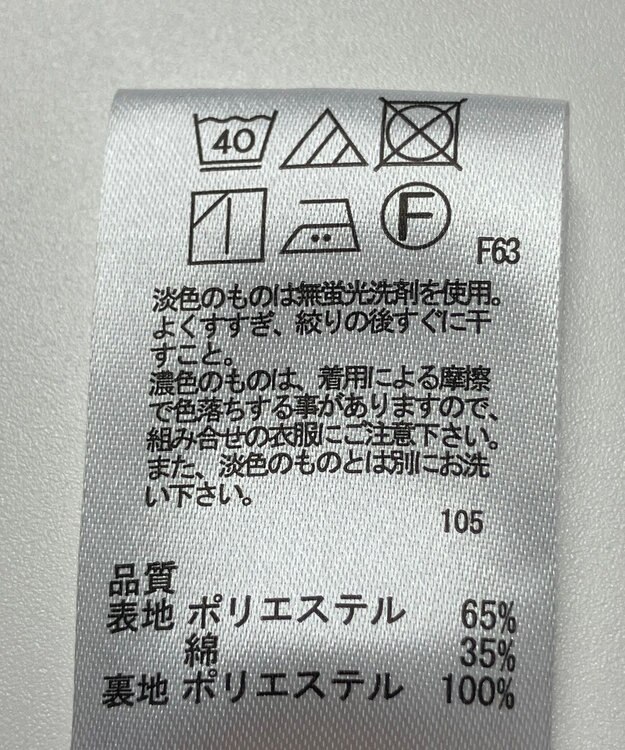 40
F
F63
淡色のものは無蛍光洗剤を使用。
よくすすぎ、絞りの後すぐに干
すこと。
濃色のものは、着用による摩擦
で色落ちする事がありますので、
組み合せの衣服にご注意下さい。
また、淡色のものとは別にお洗
い下さい。
105
品質
表地 ポリエステル 65%
綿 35%
裏地 ポリエステル 100%